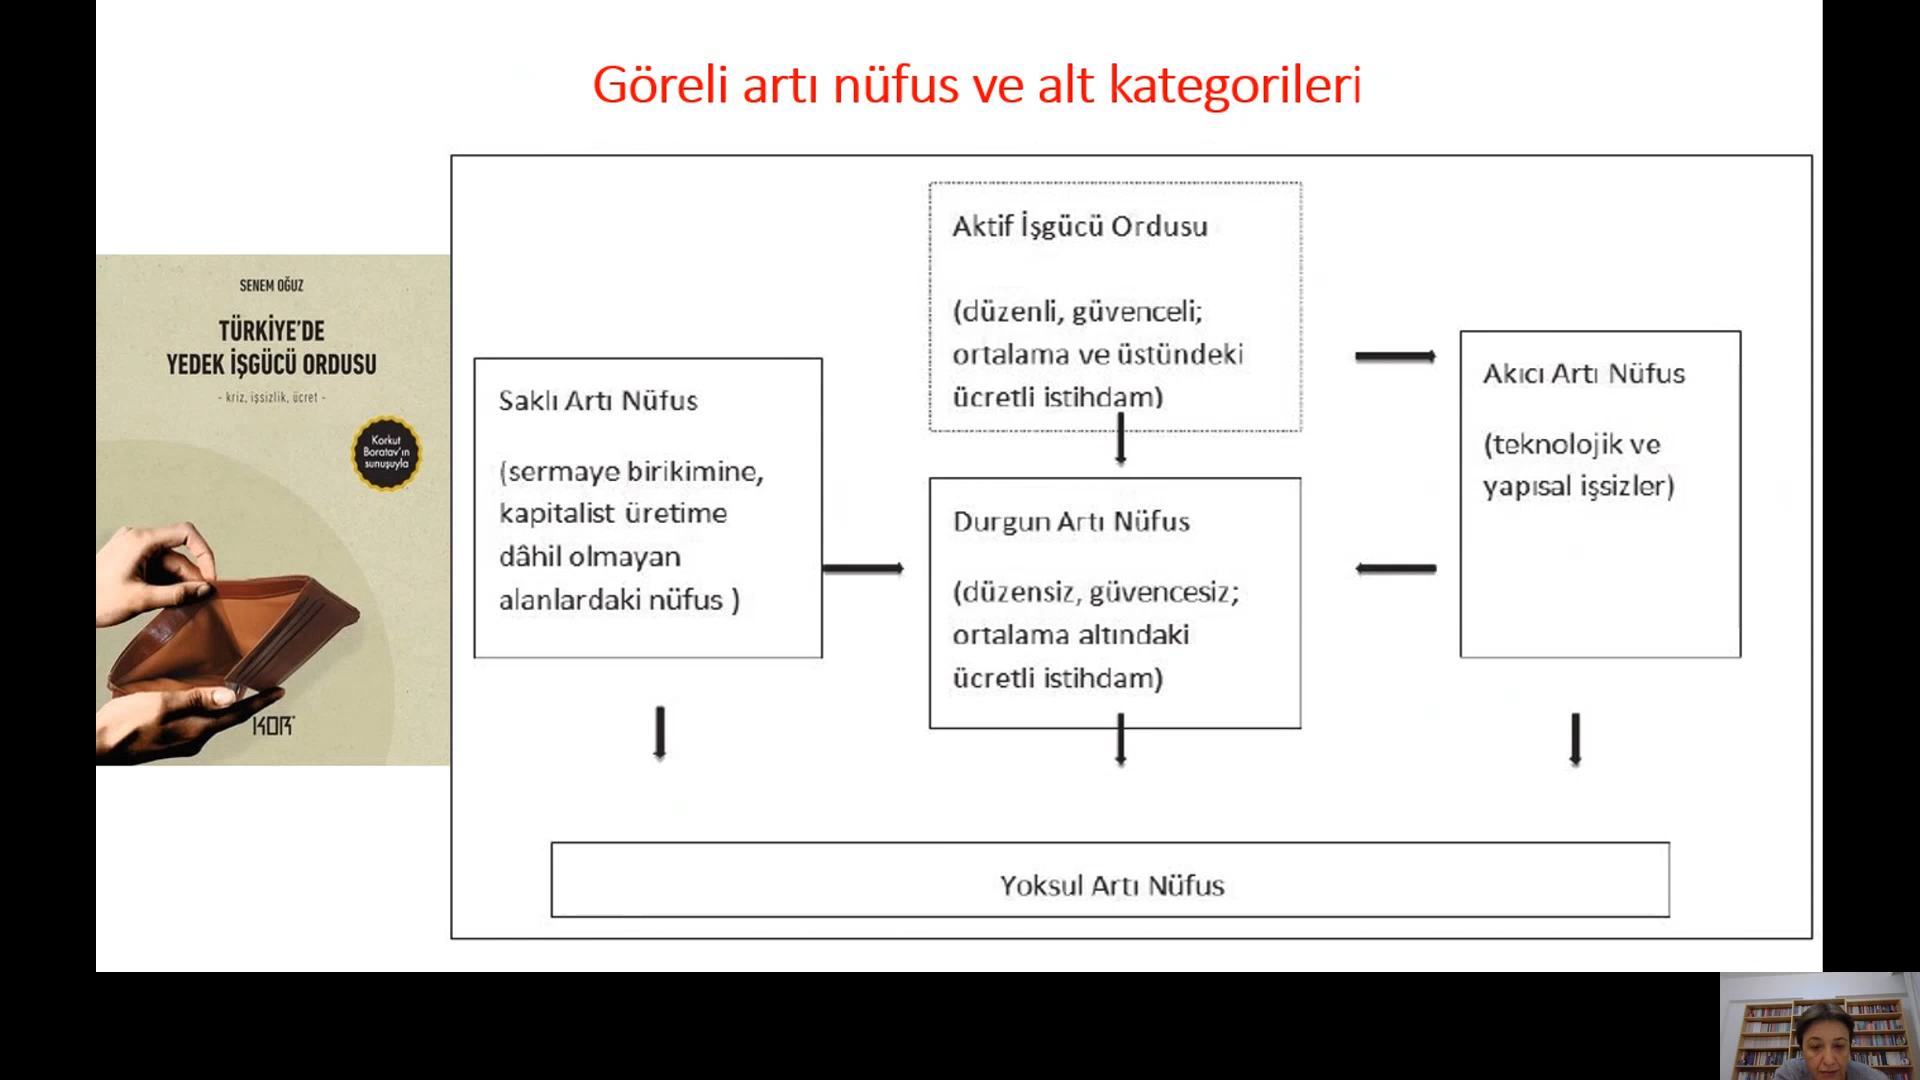 Göreli artı nüfus ve alt kategorileri
SENEM OĞUZ
TÜRKİYE'DE
YEDEK İŞGÜCÜ ORDUSU
- kriz, işsizlik, ücret -
Korkut
Boratav'ın
sunuşuyla
KOR
Saklı Artı Nüfus
(sermaye birikimine,
kapitalist üretime
dâhil olmayan
alanlardaki nüfus )
Aktif İşgücü Ordusu
(düzenli, güvenceli;
ortalama ve üstündeki
ücretli istihdam)
Durgun Artı Nüfus
(düzensiz, güvencesiz;
ortalama altındaki
ücretli istihdam)
Akıcı Artı Nüfus
(teknolojik ve
yapısal işsizler)
Yoksul Artı Nüfus